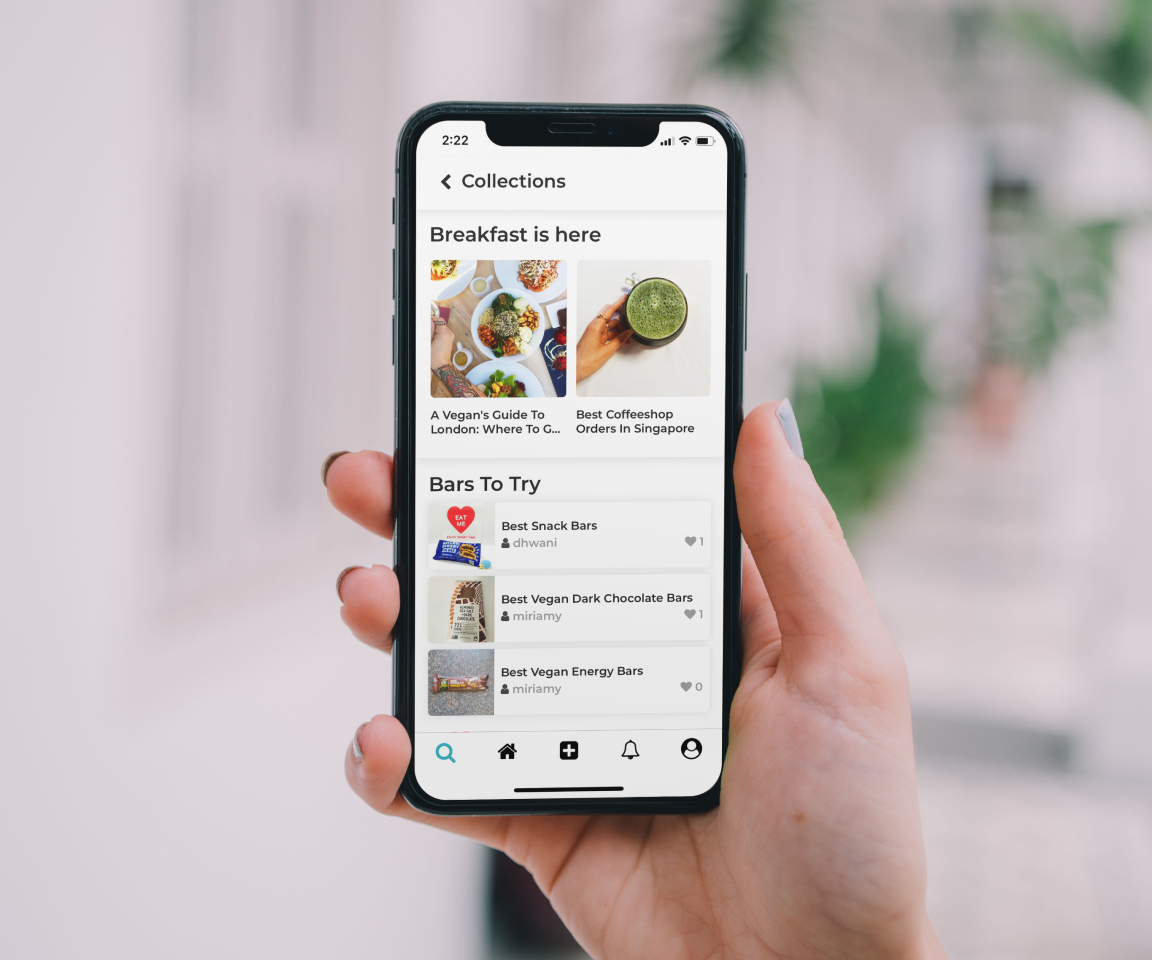 2:22
Collections
Breakfast is here
A Vegan's Guide To
London: Where To G...
Best Coffeeshop
Orders In Singapore
Bars To Try
EAT
ME
Best Snack Bars
dhwani
1
Best Vegan Dark Chocolate Bars
miriamy
1
Best Vegan Energy Bars
miriamy
0